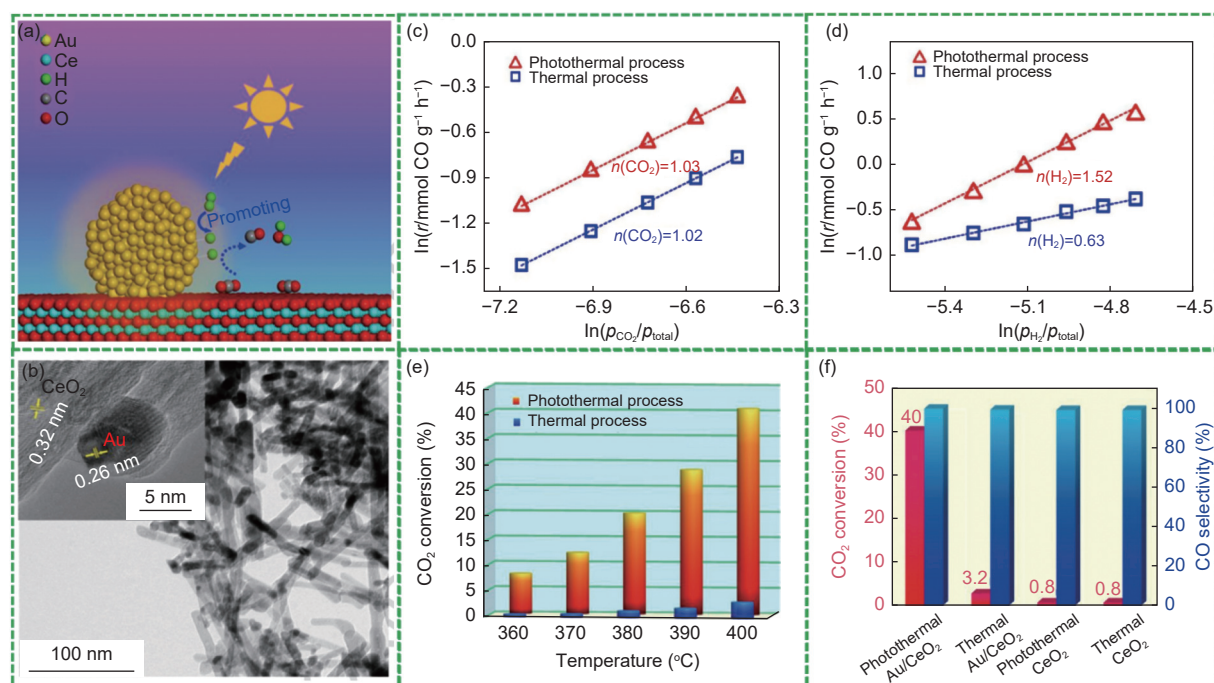 (a)
Au
Ce
H
C
O
Promoting
(b)
CeO₂
0.32 nm
Au
0.26 nm
5 nm
100 nm
(c)
0.0
−0.3
−0.6
−0.9
−1.2
−1.5
ln(r/mmol CO g⁻¹ h⁻¹)
Photothermal process
Thermal process
n(CO₂)=1.03
n(CO₂)=1.02
−7.2 −6.9 −6.6 −6.3
ln(p_CO₂/p_total)
(d)
1.0
0.5
0.0
−0.5
−1.0
ln(r/mmol CO g⁻¹ h⁻¹)
Photothermal process
Thermal process
n(H₂)=1.52
n(H₂)=0.63
−5.4 −5.1 −4.8 −4.5
ln(p_H₂/p_total)
(e)
45
40
35
30
25
20
15
10
5
0
CO₂ conversion (%)
Photothermal process
Thermal process
360 370 380 390 400
Temperature (°C)
(f)
50
40
30
20
10
0
CO₂ conversion (%)
40
3.2
0.8
0.8
100
80
60
40
20
0
CO selectivity (%)
Photothermal
Au/CeO₂
Thermal
Au/CeO₂
Photothermal
CeO₂
Thermal
CeO₂